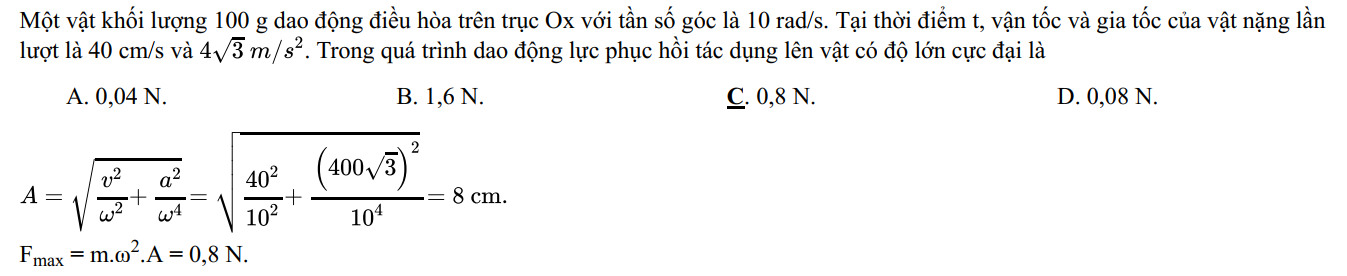 Một vật khối lượng 100 g dao động điều hòa trên trục Ox với tần số góc là 10 rad/s. Tại thời điểm t, vận tốc và gia tốc của vật nặng lần
lượt là 40 cm/s và $4\sqrt{3}\, m/s^2$. Trong quá trình dao động lực phục hồi tác dụng lên vật có độ lớn cực đại là
A. 0,04 N. B. 1,6 N. C. 0,8 N. D. 0,08 N.
$A = \sqrt{\frac{v^2}{\omega^2} + \frac{a^2}{\omega^4}} = \sqrt{\frac{40^2}{10^2} + \frac{\left(400\sqrt{3}\right)^2}{10^4}} = 8$ cm.
F_{max} = m.ω^2.A = 0,8 N.